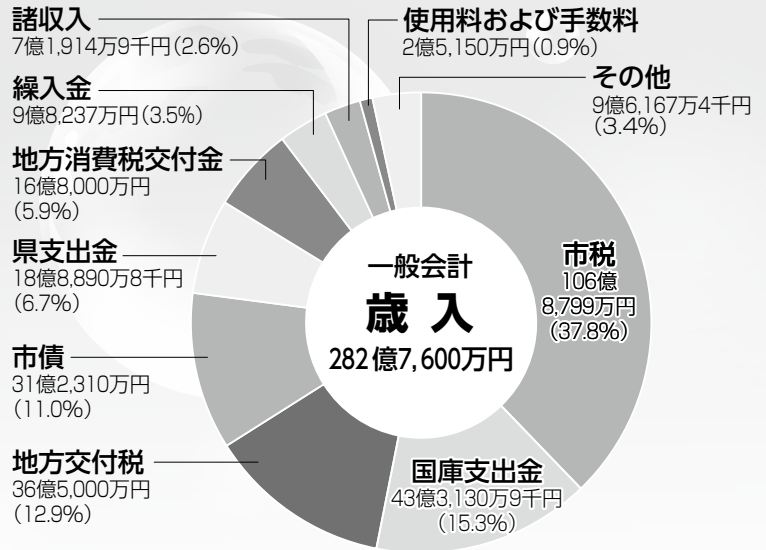 諸収入
7億1,914万9千円(2.6%)
繰入金
9億8,237万円(3.5%)
地方消費税交付金
16億8,000万円
(5.9%)
県支出金
18億8,890万8千円
(6.7%)
市債
31億2,310万円
(11.0%)
地方交付税
36億5,000万円
(12.9%)
使用料および手数料
2億5,150万円(0.9%)
その他
9億6,167万4千円
(3.4%)
市税
106億
8,799万円
(37.8%)
国庫支出金
43億3,130万9千円
(15.3%)
一般会計
歳入
282億7,600万円